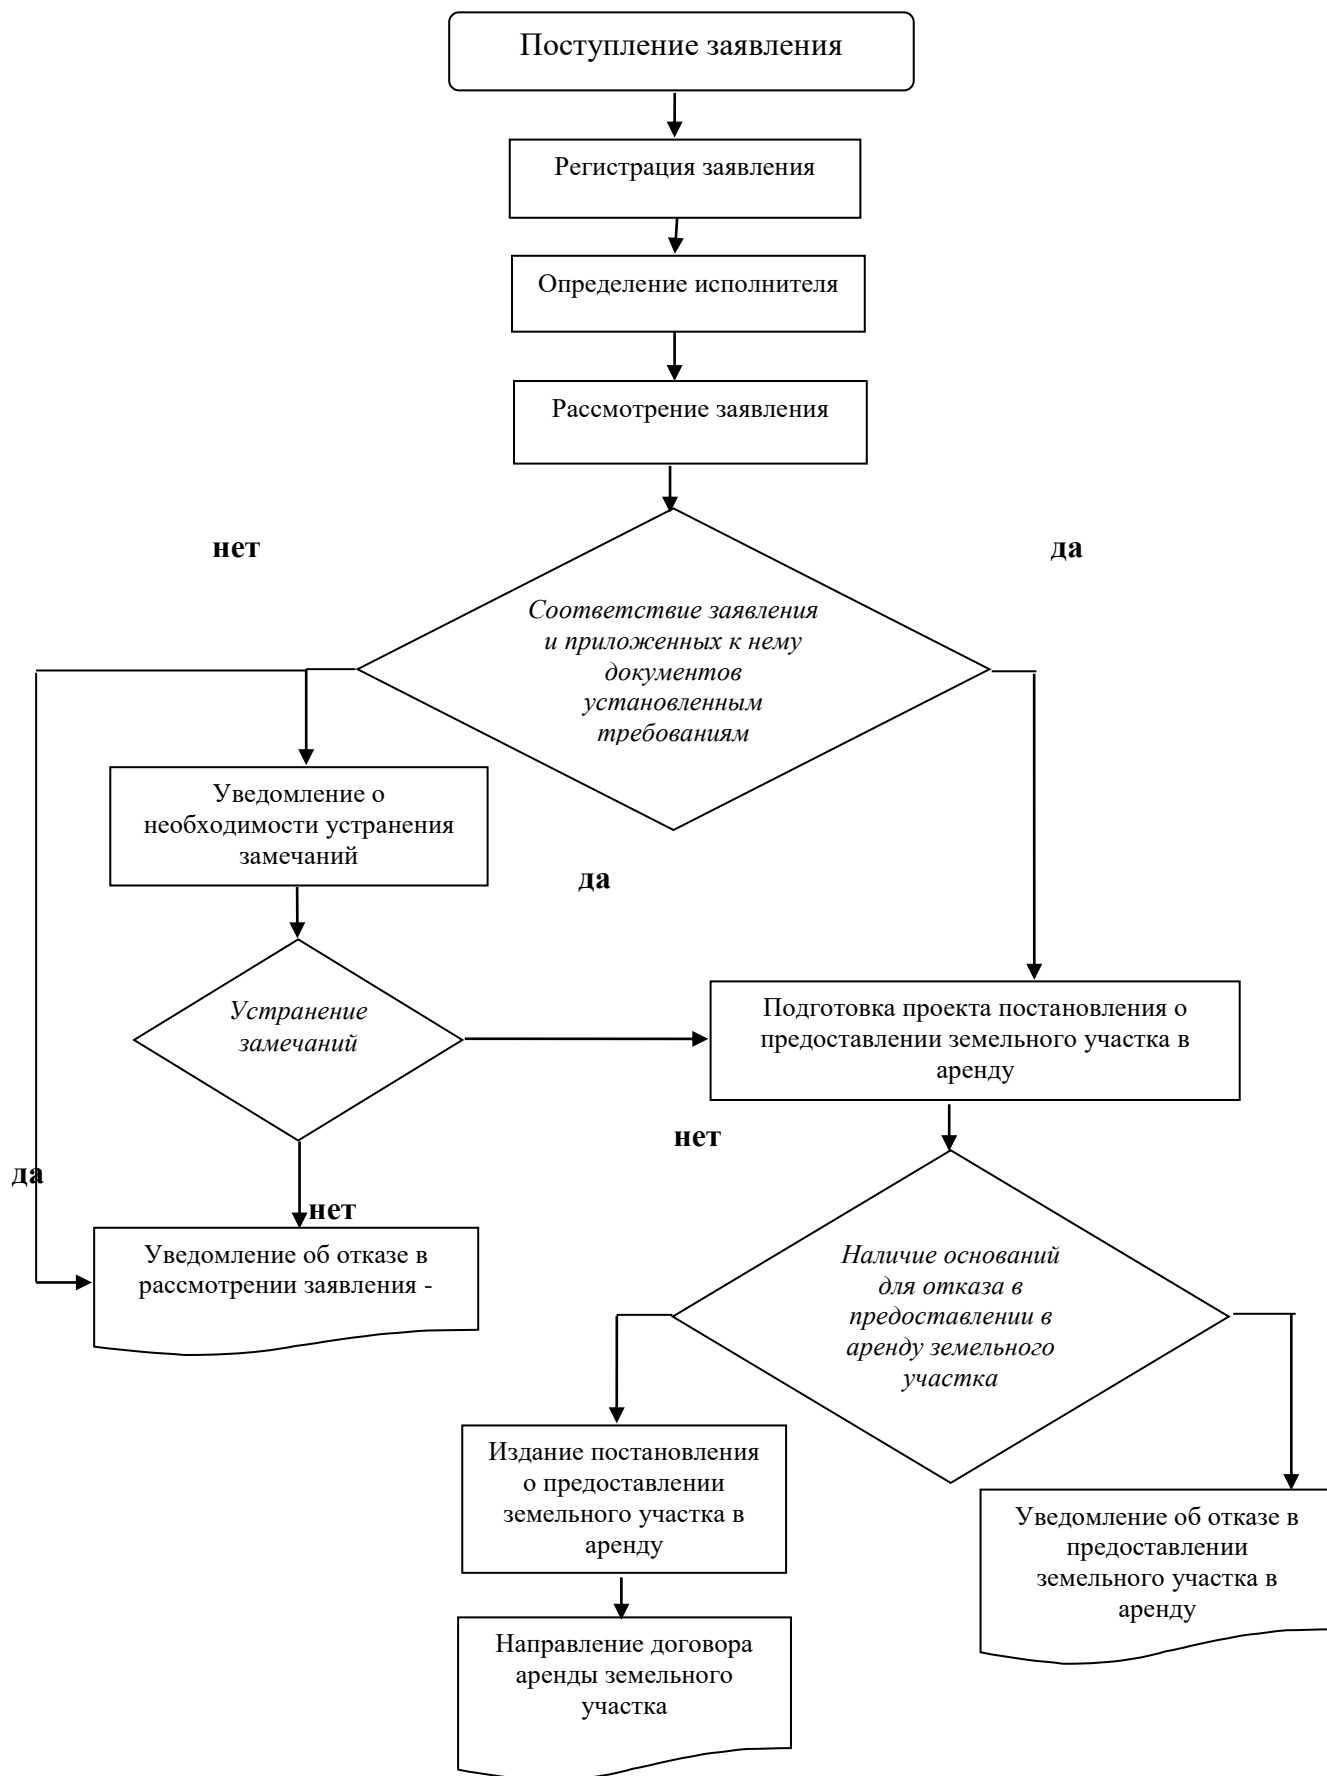 Поступление заявления
Регистрация заявления
Определение исполнителя
Рассмотрение заявления
нет
да
Соответствие заявления
и приложенных к нему
документов
установленным
требованиям
Уведомление о
необходимости устранения
замечаний
да
Устранение
замечаний
Подготовка проекта постановления о
предоставлении земельного участка в
аренду
нет
да
нет
Уведомление об отказе в
рассмотрении заявления -
Наличие оснований
для отказа в
предоставлении в
аренду земельного
участка
Издание постановления
о предоставлении
земельного участка в
аренду
Уведомление об отказе в
предоставлении
земельного участка в
аренду
Направление договора
аренды земельного
участка